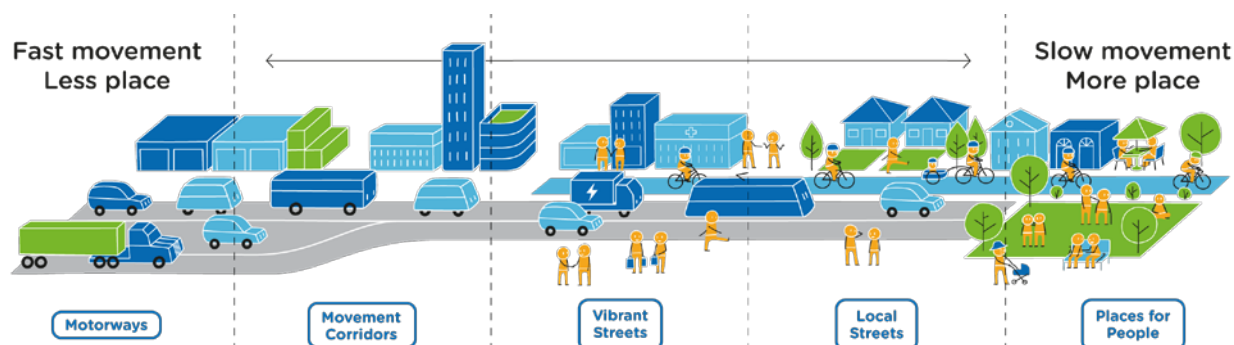 Fast movement
Less place
Slow movement
More place
Motorways
Movement
Corridors
Vibrant
Streets
Local
Streets
Places for
People